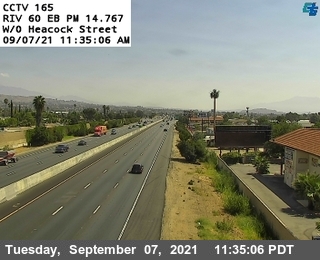 CCTV 165
RIV 60 EB PM 14.767
W/O Heacock Street
09/07/21 11:35:06 AM
Tuesday, September 07, 2021 11:35:06 PDT